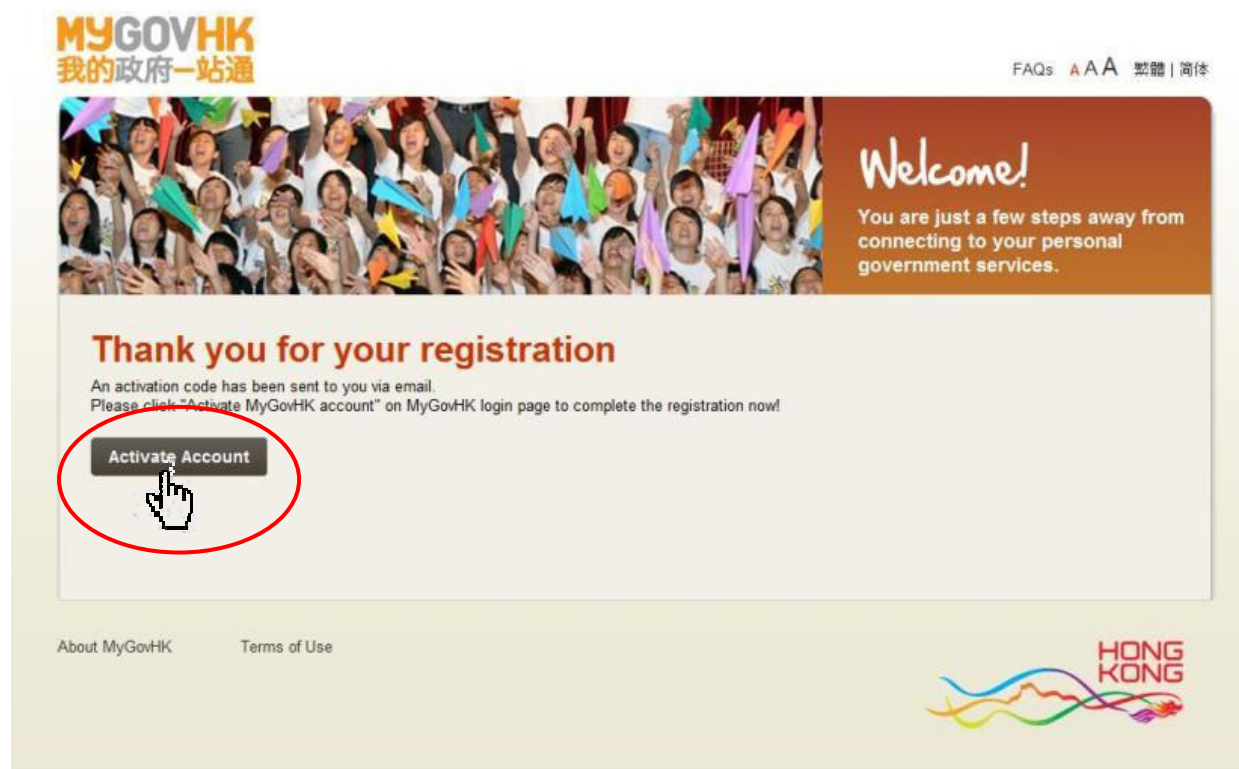 MYGOVHK
我的政府一站通
FAQs A A A 繁體 | 简体
Welcome!
You are just a few steps away from
connecting to your personal
government services.
Thank you for your registration
An activation code has been sent to you via email.
Please click "Activate MyGovHK account" on MyGovHK login page to complete the registration now!
Activate Account
About MyGovHK Terms of Use
HONG
KONG